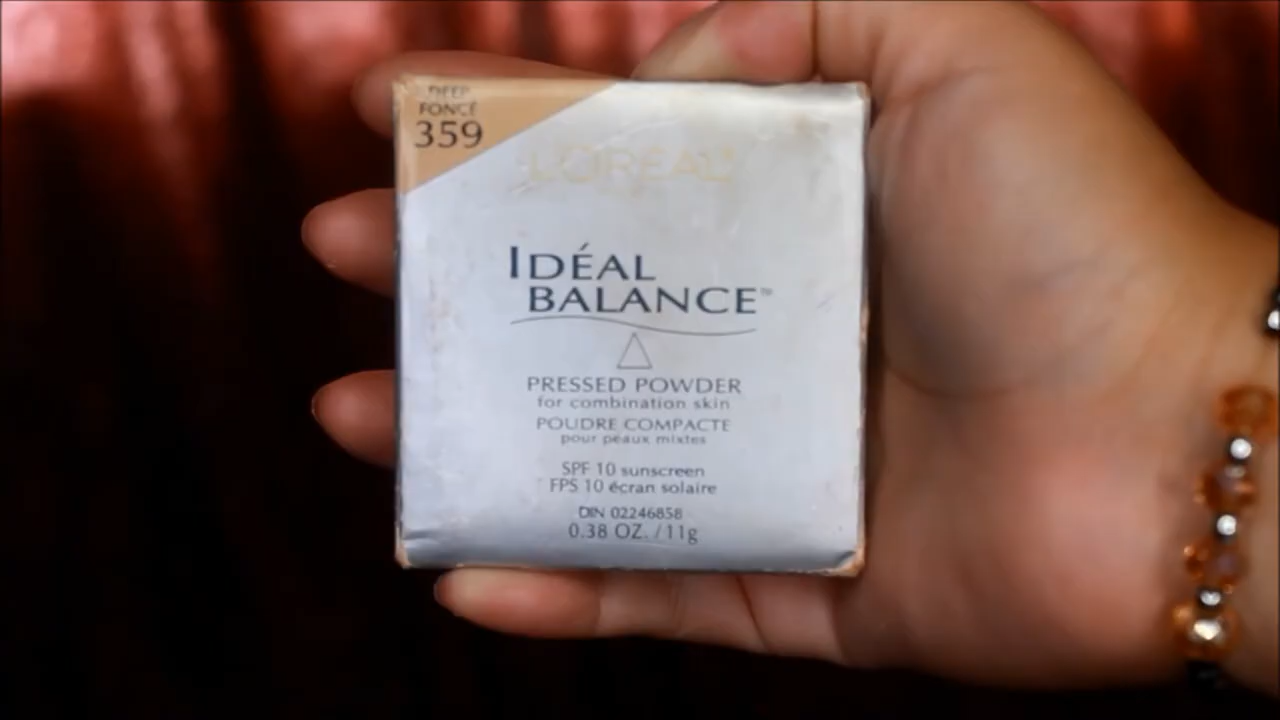 DEEP
FONCÉ
359
L'ORÉAL
IDÉAL
BALANCE™
PRESSED POWDER
for combination skin
POUDRE COMPACTE
pour peaux mixtes
SPF 10 sunscreen
FPS 10 écran solaire
DIN 02246858
0.38 OZ. / 11g